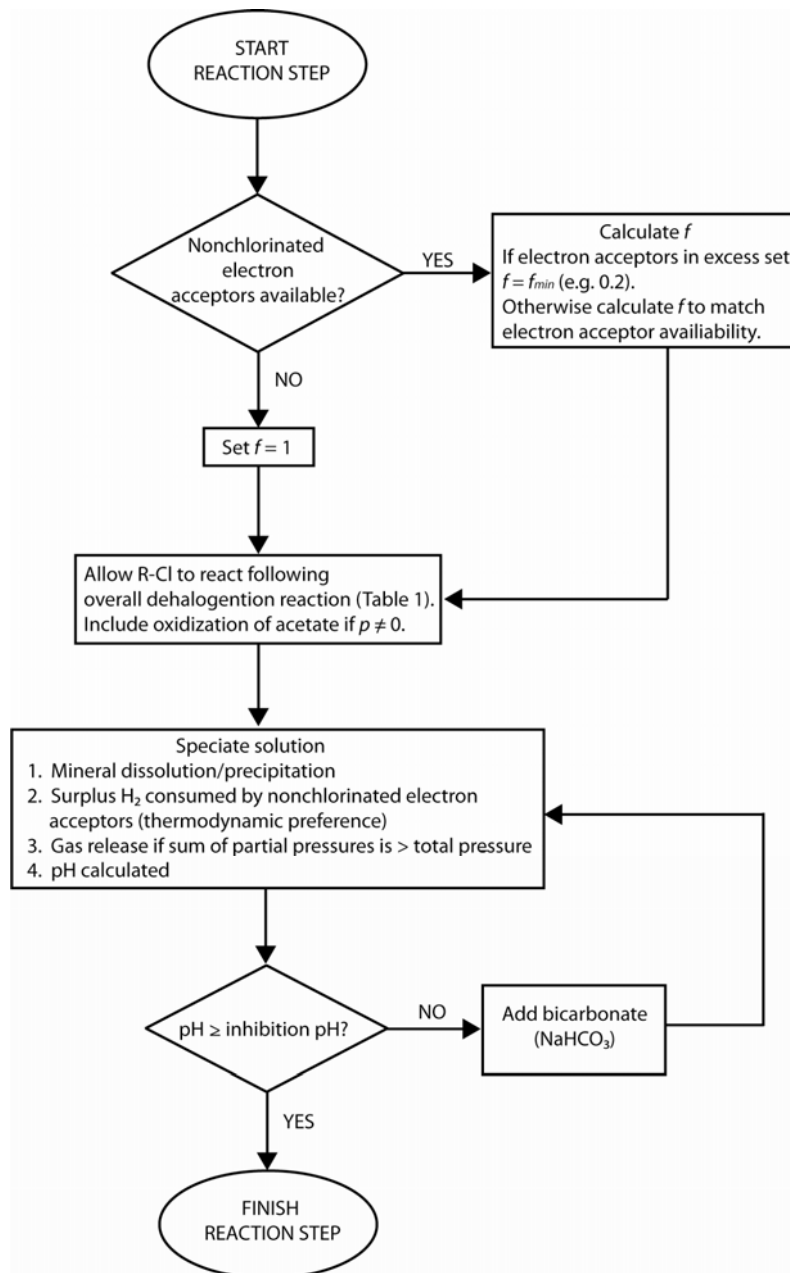 START
REACTION STEP
Nonchlorinated
electron
acceptors available?
YES
Calculate f
If electron acceptors in excess set
f = fmin (e.g. 0.2).
Otherwise calculate f to match
electron acceptor availiability.
NO
Set f = 1
Allow R-Cl to react following
overall dehalogention reaction (Table 1).
Include oxidization of acetate if p ≠ 0.
Speciate solution
1. Mineral dissolution/precipitation
2. Surplus H₂ consumed by nonchlorinated electron
acceptors (thermodynamic preference)
3. Gas release if sum of partial pressures is > total pressure
4. pH calculated
pH ≥ inhibition pH?
NO
Add bicarbonate
(NaHCO₃)
YES
FINISH
REACTION STEP